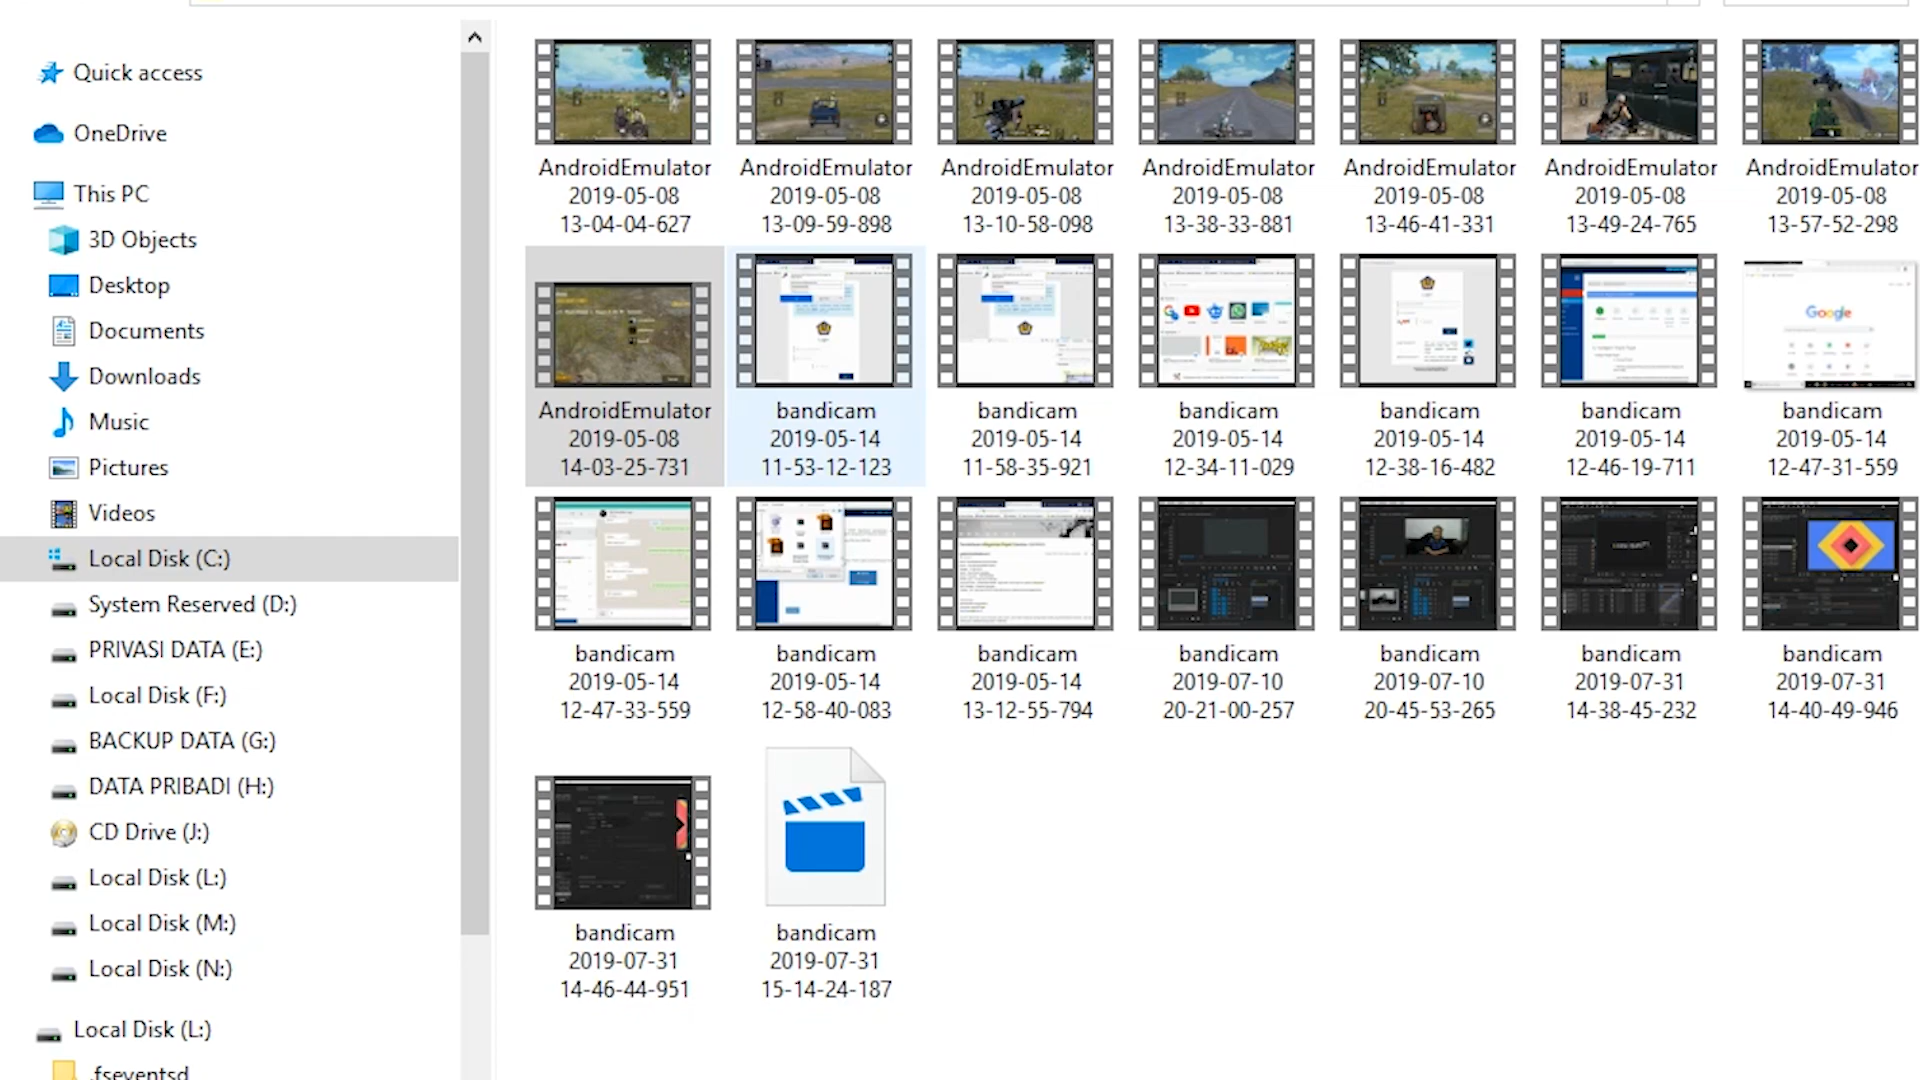 Quick access
OneDrive
This PC
3D Objects
Desktop
Documents
Downloads
Music
Pictures
Videos
Local Disk (C:)
System Reserved (D:)
PRIVASI DATA (E:)
Local Disk (F:)
BACKUP DATA (G:)
DATA PRIBADI (H:)
CD Drive (J:)
Local Disk (L:)
Local Disk (M:)
Local Disk (N:)
Local Disk (L:)
.fseventsd
AndroidEmulator
2019-05-08
13-04-04-627
AndroidEmulator
2019-05-08
13-09-59-898
AndroidEmulator
2019-05-08
13-10-58-098
AndroidEmulator
2019-05-08
13-38-33-881
AndroidEmulator
2019-05-08
13-46-41-331
AndroidEmulator
2019-05-08
13-49-24-765
AndroidEmulator
2019-05-08
13-57-52-298
AndroidEmulator
2019-05-08
14-03-25-731
bandicam
2019-05-14
11-53-12-123
bandicam
2019-05-14
11-58-35-921
bandicam
2019-05-14
12-34-11-029
bandicam
2019-05-14
12-38-16-482
bandicam
2019-05-14
12-46-19-711
Google
bandicam
2019-05-14
12-47-31-559
bandicam
2019-05-14
12-47-33-559
bandicam
2019-05-14
12-58-40-083
bandicam
2019-05-14
13-12-55-794
bandicam
2019-07-10
20-21-00-257
bandicam
2019-07-10
20-45-53-265
bandicam
2019-07-31
14-38-45-232
bandicam
2019-07-31
14-40-49-946
bandicam
2019-07-31
14-46-44-951
bandicam
2019-07-31
15-14-24-187